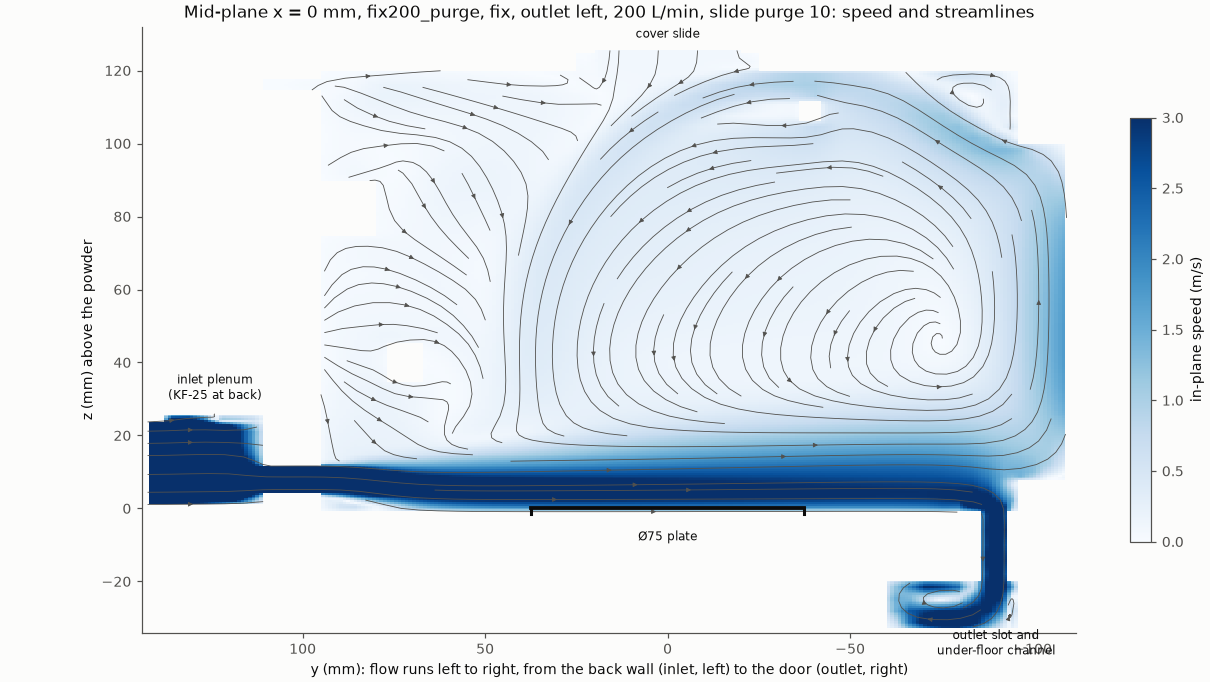 Mid-plane x = 0 mm, fix200_purge, fix, outlet left, 200 L/min, slide purge 10: speed and streamlines
cover slide
120
100
80
60
40
20
0
−20
z (mm) above the powder
inlet plenum
(KF-25 at back)
Ø75 plate
outlet slot and
under-floor channel
100
50
0
−50
−100
y (mm): flow runs left to right, from the back wall (inlet, left) to the door (outlet, right)
3.0
2.5
2.0
1.5
1.0
0.5
0.0
in-plane speed (m/s)